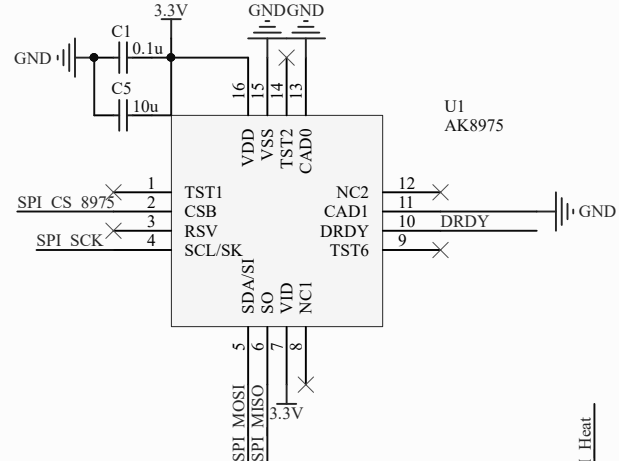 3.3V
GND GND
C1
0.1u
GND
C5
10u
16
15
14
13
U1
AK8975
VDD
VSS
TST2
CAD0
1
TST1
NC2
12
SPI_CS_8975
2
CSB
CAD1
11
GND
3
RSV
DRDY
10
DRDY
SPI_SCK
4
SCL/SK
TST6
9
SDA/SI
SO
VID
NC1
5
6
7
8
SPI_MOSI
SPI_MISO
3.3V
Heat